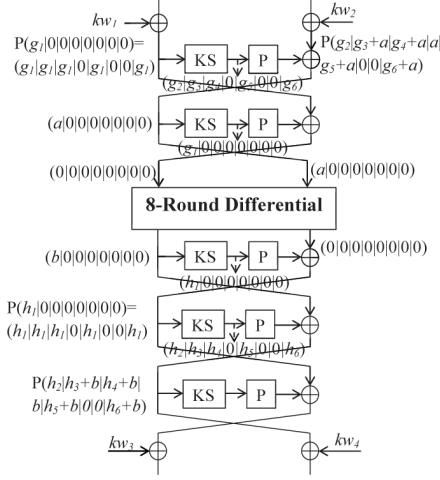 kw₁ kw₂
P(g₁|0|0|0|0|0|0|0)= P(g₂|g₃+a|g₄+a|a|
KS P
(g₁|g₁|g₁|0|g₁|0|0|g₁) g₅+a|0|0|g₆+a)
(g₂|g₃|g₄|0|g₅|0|0|g₆)
(a|0|0|0|0|0|0|0) KS P
(g₁|0|0|0|0|0|0|0)
(0|0|0|0|0|0|0|0) (a|0|0|0|0|0|0|0)
8-Round Differential
(b|0|0|0|0|0|0|0) KS P (0|0|0|0|0|0|0|0)
(h₁|0|0|0|0|0|0|0)
P(h₁|0|0|0|0|0|0|0)=
KS P
(h₁|h₁|h₁|0|h₁|0|0|h₁)
(h₂|h₃|h₄|0|h₅|0|0|h₆)
P(h₂|h₃+b|h₄+b|
KS P
b|h₅+b|0|0|h₆+b)
kw₃ kw₄